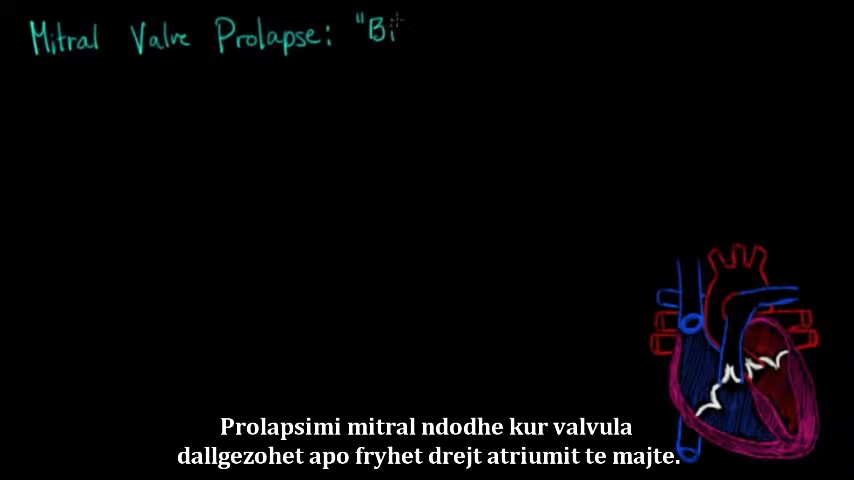 Mitral Valve Prolapse: "Bi
Prolapsimi mitral ndodhe kur valvula
dallgezohet apo fryhet drejt atriumit te majte.